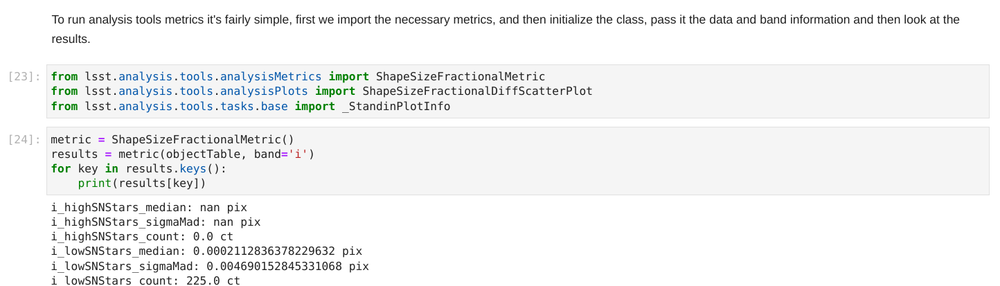 To run analysis tools metrics it's fairly simple, first we import the necessary metrics, and then initialize the class, pass it the data and band information and then look at the
results.
[23]: from lsst.analysis.tools.analysisMetrics import ShapeSizeFractionalMetric
from lsst.analysis.tools.analysisPlots import ShapeSizeFractionalDiffScatterPlot
from lsst.analysis.tools.tasks.base import _StandinPlotInfo
[24]: metric = ShapeSizeFractionalMetric()
results = metric(objectTable, band='i')
for key in results.keys():
    print(results[key])
i_highSNStars_median: nan pix
i_highSNStars_sigmaMad: nan pix
i_highSNStars_count: 0.0 ct
i_lowSNStars_median: 0.0002112836378229632 pix
i_lowSNStars_sigmaMad: 0.004690152845331068 pix
i_lowSNStars_count: 225.0 ct